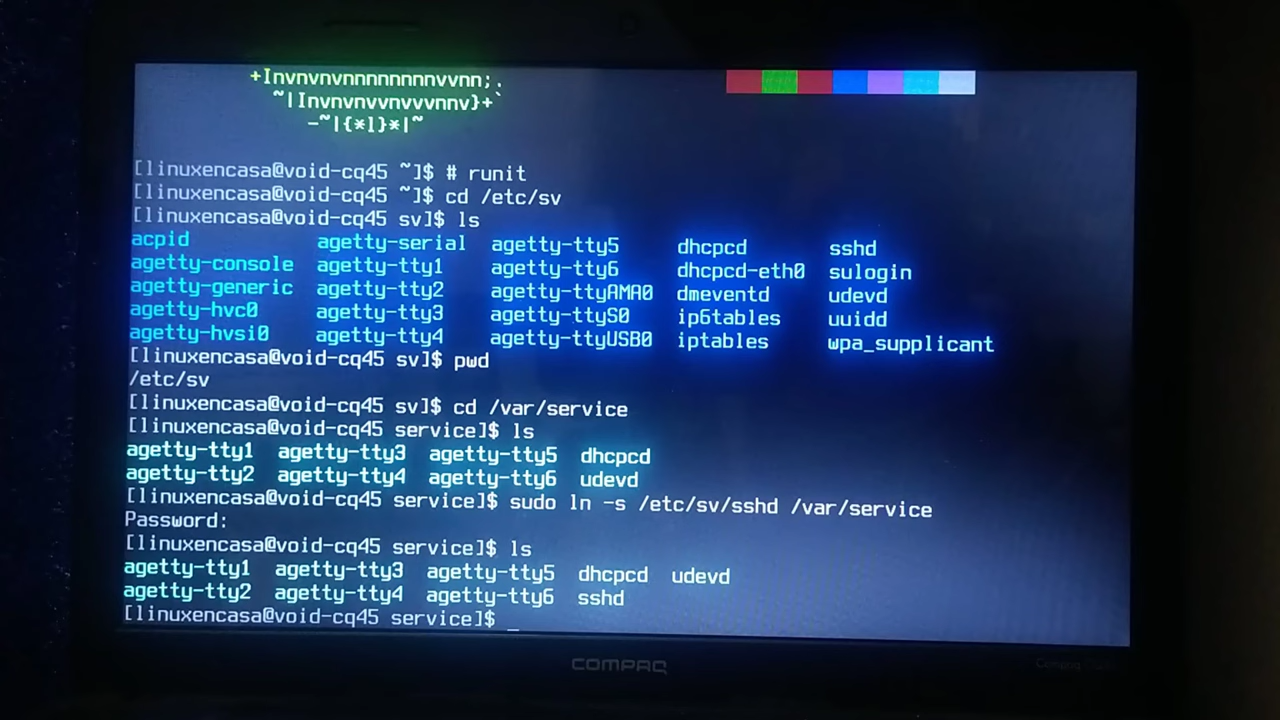 +Invnvnvnnnnnnnnvvnn;.
~|Invnvnvvnvvvnnv}+`
-~|{*l}*|~
[linuxencasa@void-cq45 ~]$ # runit
[linuxencasa@void-cq45 ~]$ cd /etc/sv
[linuxencasa@void-cq45 sv]$ ls
acpid agetty-serial agetty-tty5 dhcpcd sshd
agetty-console agetty-tty1 agetty-tty6 dhcpcd-eth0 sulogin
agetty-generic agetty-tty2 agetty-ttyAMA0 dmeventd udevd
agetty-hvc0 agetty-tty3 agetty-ttyS0 ip6tables uuidd
agetty-hvsi0 agetty-tty4 agetty-ttyUSB0 iptables wpa_supplicant
[linuxencasa@void-cq45 sv]$ pwd
/etc/sv
[linuxencasa@void-cq45 sv]$ cd /var/service
[linuxencasa@void-cq45 service]$ ls
agetty-tty1 agetty-tty3 agetty-tty5 dhcpcd
agetty-tty2 agetty-tty4 agetty-tty6 udevd
[linuxencasa@void-cq45 service]$ sudo ln -s /etc/sv/sshd /var/service
Password:
[linuxencasa@void-cq45 service]$ ls
agetty-tty1 agetty-tty3 agetty-tty5 dhcpcd udevd
agetty-tty2 agetty-tty4 agetty-tty6 sshd
[linuxencasa@void-cq45 service]$ _
COMPAQ
Compaq